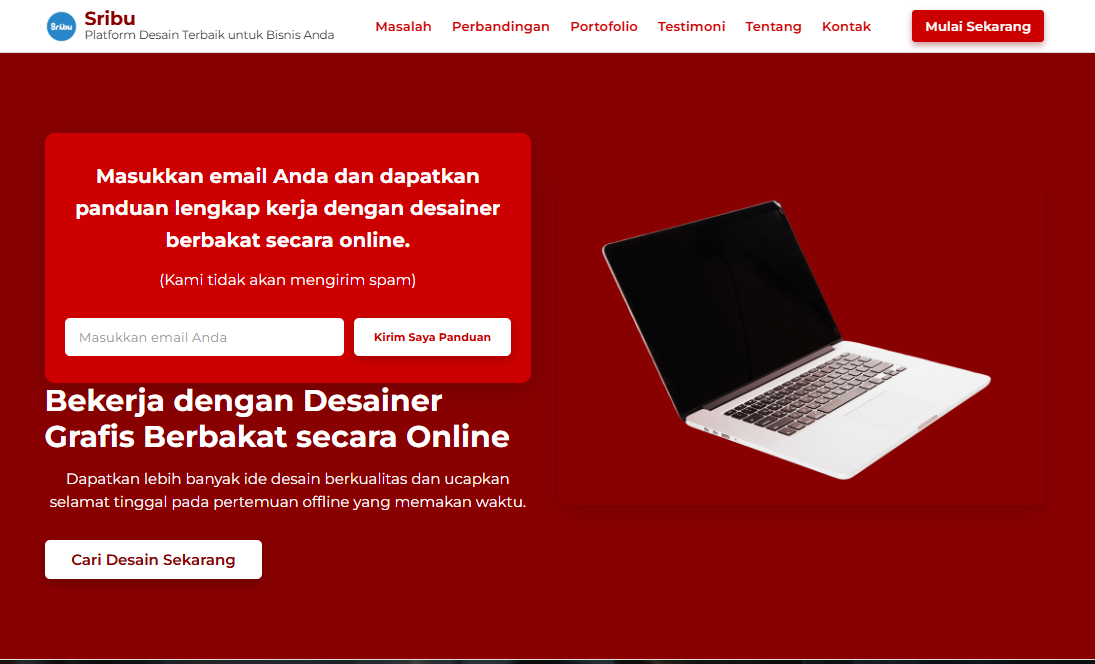 Sribu
Sribu
Platform Desain Terbaik untuk Bisnis Anda
Masalah
Perbandingan
Portofolio
Testimoni
Tentang
Kontak
Mulai Sekarang
Masukkan email Anda dan dapatkan
panduan lengkap kerja dengan desainer
berbakat secara online.
(Kami tidak akan mengirim spam)
Masukkan email Anda
Kirim Saya Panduan
Bekerja dengan Desainer
Grafis Berbakat secara Online
Dapatkan lebih banyak ide desain berkualitas dan ucapkan
selamat tinggal pada pertemuan offline yang memakan waktu.
Cari Desain Sekarang